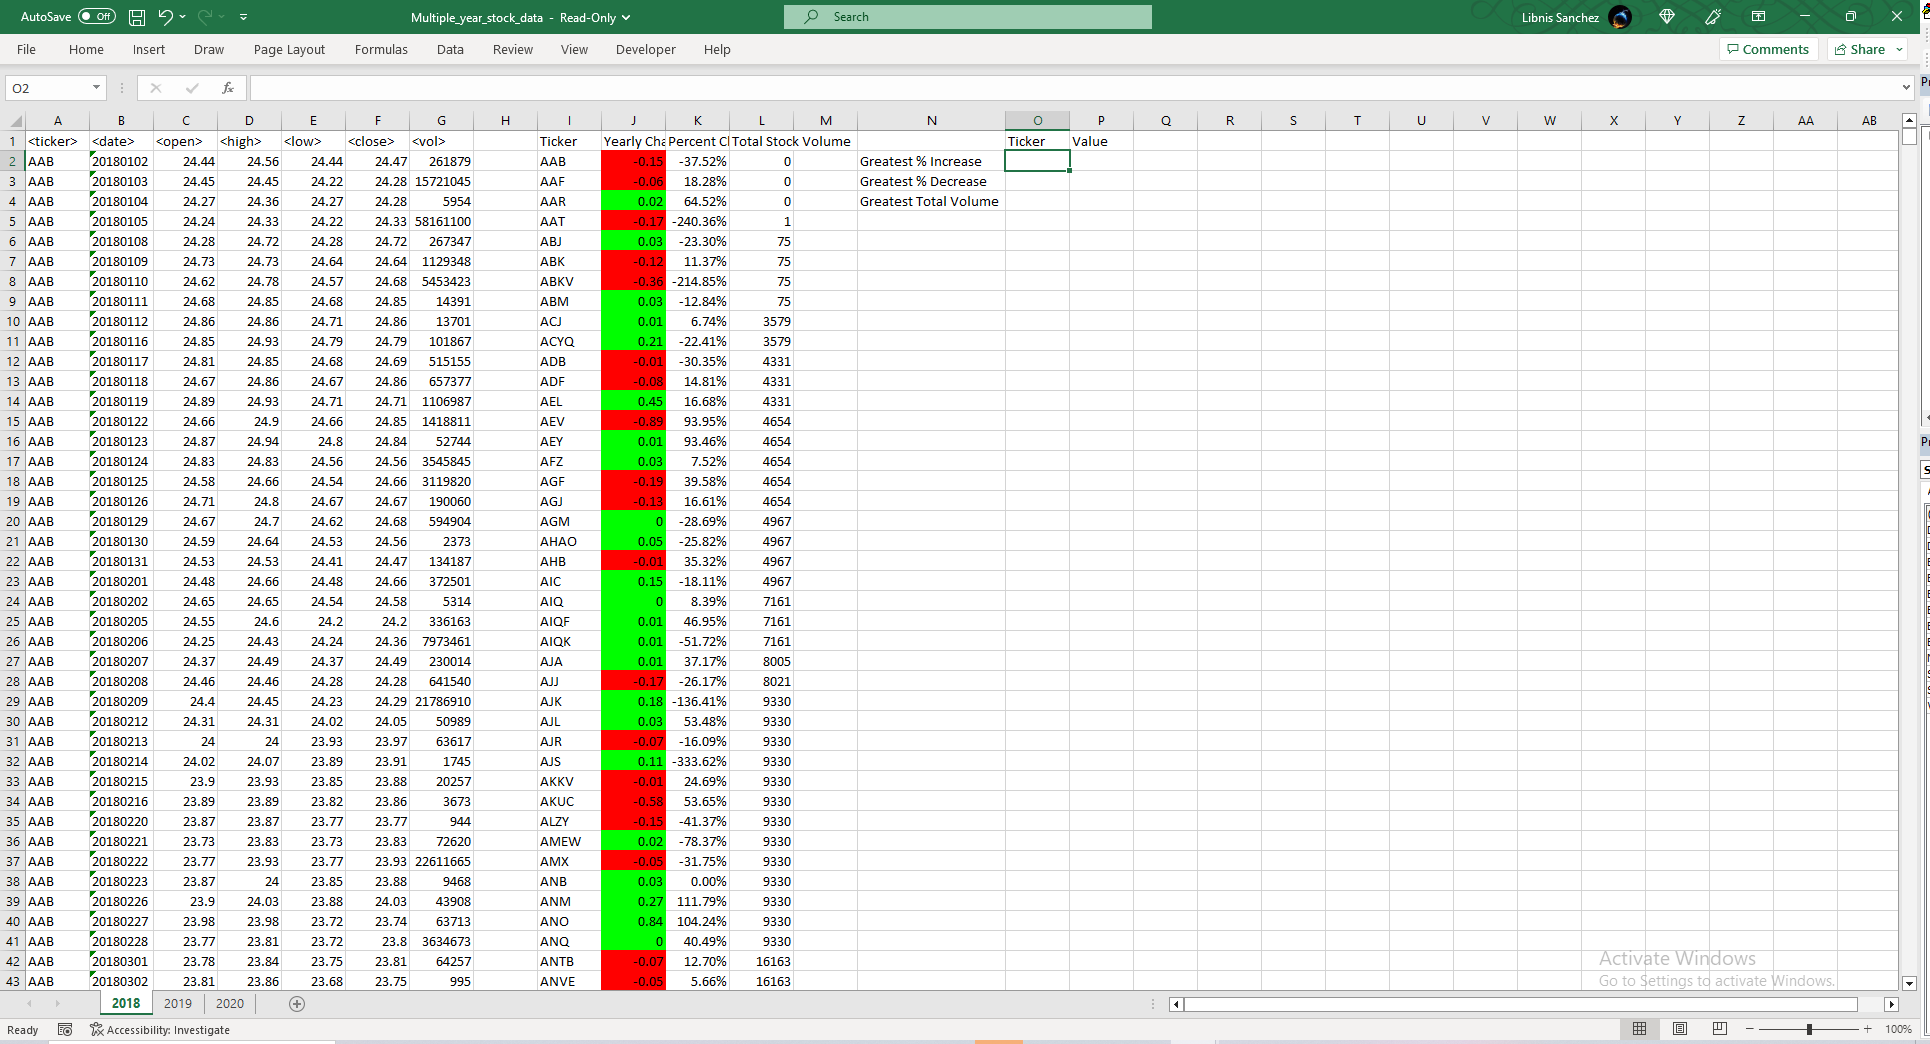 AutoSave Off Multiple_year_stock_data - Read-Only Search Libnis Sanchez
File Home Insert Draw Page Layout Formulas Data Review View Developer Help Comments Share
O2 fx
A B C D E F G H I J K L M N O P Q R S T U V W X Y Z AA AB
1 <ticker> <date> <open> <high> <low> <close> <vol> Ticker Yearly Cha Percent Cl Total Stock Volume Ticker Value
2 AAB 20180102 24.44 24.56 24.44 24.47 261879 AAB -0.15 -37.52% 0 Greatest % Increase
3 AAB 20180103 24.45 24.45 24.22 24.28 15721045 AAF -0.06 18.28% 0 Greatest % Decrease
4 AAB 20180104 24.27 24.36 24.27 24.28 5954 AAR 0.02 64.52% 0 Greatest Total Volume
5 AAB 20180105 24.24 24.33 24.22 24.33 58161100 AAT -0.17 -240.36% 1
6 AAB 20180108 24.28 24.72 24.28 24.72 267347 ABJ 0.03 -23.30% 75
7 AAB 20180109 24.73 24.73 24.64 24.64 1129348 ABK -0.12 11.37% 75
8 AAB 20180110 24.62 24.78 24.57 24.68 5453423 ABKV -0.36 -214.85% 75
9 AAB 20180111 24.68 24.85 24.68 24.85 14391 ABM 0.03 -12.84% 75
10 AAB 20180112 24.86 24.86 24.71 24.86 13701 ACJ 0.01 6.74% 3579
11 AAB 20180116 24.85 24.93 24.79 24.79 101867 ACYQ 0.21 -22.41% 3579
12 AAB 20180117 24.81 24.85 24.68 24.69 515155 ADB -0.01 -30.35% 4331
13 AAB 20180118 24.67 24.86 24.67 24.86 657377 ADF -0.08 14.81% 4331
14 AAB 20180119 24.89 24.93 24.71 24.71 1106987 AEL 0.45 16.68% 4331
15 AAB 20180122 24.66 24.9 24.66 24.85 1418811 AEV -0.89 93.95% 4654
16 AAB 20180123 24.87 24.94 24.8 24.84 52744 AEY 0.01 93.46% 4654
17 AAB 20180124 24.83 24.83 24.56 24.56 3545845 AFZ 0.03 7.52% 4654
18 AAB 20180125 24.58 24.66 24.54 24.66 3119820 AGF -0.19 39.58% 4654
19 AAB 20180126 24.71 24.8 24.67 24.67 190060 AGJ -0.13 16.61% 4654
20 AAB 20180129 24.67 24.7 24.62 24.68 594904 AGM 0 -28.69% 4967
21 AAB 20180130 24.59 24.64 24.53 24.56 2373 AHAO 0.05 -25.82% 4967
22 AAB 20180131 24.53 24.53 24.41 24.47 134187 AHB -0.01 35.32% 4967
23 AAB 20180201 24.48 24.66 24.48 24.66 372501 AIC 0.15 -18.11% 4967
24 AAB 20180202 24.65 24.65 24.54 24.58 5314 AIQ 0 8.39% 7161
25 AAB 20180205 24.55 24.6 24.2 24.2 336163 AIQF 0.01 46.95% 7161
26 AAB 20180206 24.25 24.43 24.24 24.36 7973461 AIQK 0.01 -51.72% 7161
27 AAB 20180207 24.37 24.49 24.37 24.49 230014 AJA 0.01 37.17% 8005
28 AAB 20180208 24.46 24.46 24.28 24.28 641540 AJJ -0.17 -26.17% 8021
29 AAB 20180209 24.4 24.45 24.23 24.29 21786910 AJK 0.18 -136.41% 9330
30 AAB 20180212 24.31 24.31 24.02 24.05 50989 AJL 0.03 53.48% 9330
31 AAB 20180213 24 24 23.93 23.97 63617 AJR -0.07 -16.09% 9330
32 AAB 20180214 24.02 24.07 23.89 23.91 1745 AJS 0.11 -333.62% 9330
33 AAB 20180215 23.9 23.93 23.85 23.88 20257 AKKV -0.01 24.69% 9330
34 AAB 20180216 23.89 23.89 23.82 23.86 3673 AKUC -0.58 53.65% 9330
35 AAB 20180220 23.87 23.87 23.77 23.77 944 ALZY -0.15 -41.37% 9330
36 AAB 20180221 23.73 23.83 23.73 23.83 72620 AMEW 0.02 -78.37% 9330
37 AAB 20180222 23.77 23.93 23.77 23.93 22611665 AMX -0.05 -31.75% 9330
38 AAB 20180223 23.87 24 23.85 23.88 9468 ANB 0.03 0.00% 9330
39 AAB 20180226 23.9 24.03 23.88 24.03 43908 ANM 0.27 111.79% 9330
40 AAB 20180227 23.98 23.98 23.72 23.74 63713 ANO 0.84 104.24% 9330
41 AAB 20180228 23.77 23.81 23.72 23.8 3634673 ANQ 0 40.49% 9330
42 AAB 20180301 23.78 23.84 23.75 23.81 64257 ANTB -0.07 12.70% 16163
43 AAB 20180302 23.81 23.86 23.68 23.75 995 ANVE -0.05 5.66% 16163
Activate Windows
Go to Settings to activate Windows.
2018 2019 2020
Ready Accessibility: Investigate 100%